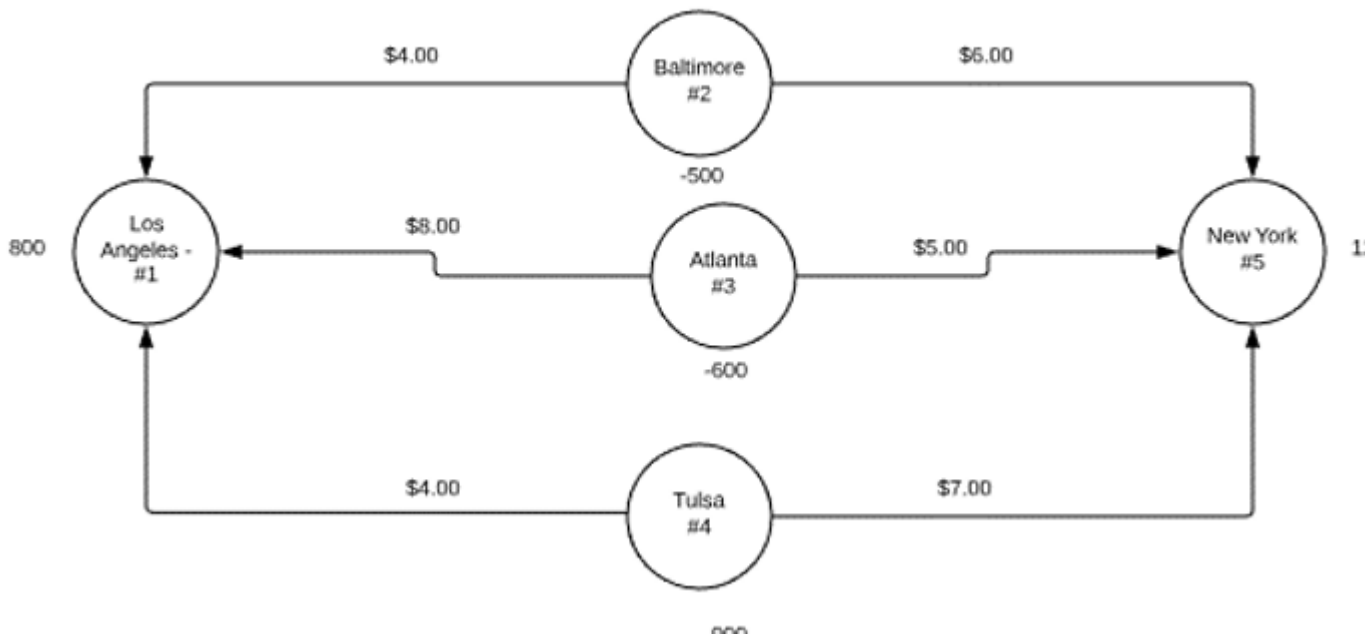 $4.00
Baltimore
#2
$6.00
-500
800
Los
Angeles -
#1
$8.00
Atlanta
#3
$5.00
New York
#5
-600
$4.00
Tulsa
#4
$7.00